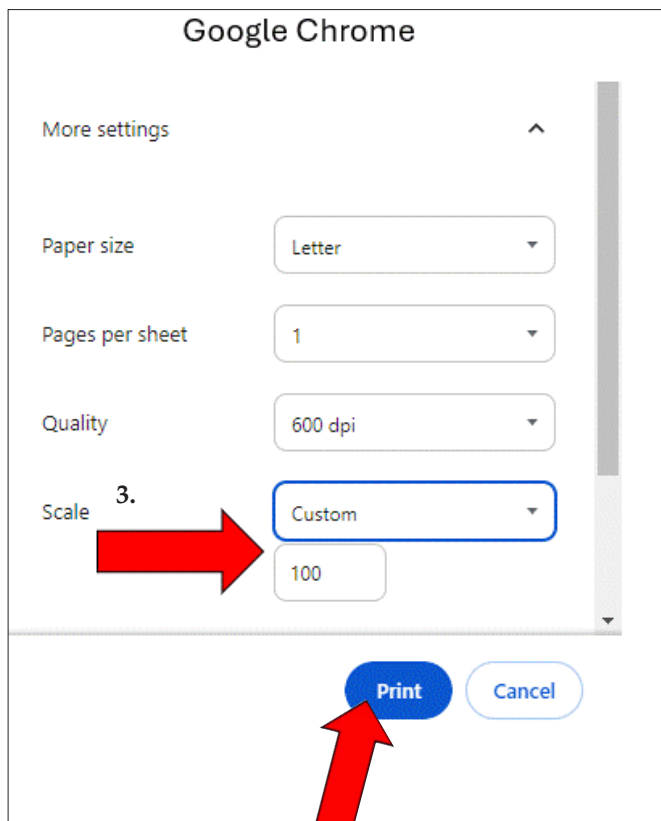 Google Chrome
More settings
Paper size Letter
Pages per sheet 1
Quality 600 dpi
3.
Scale Custom
100
Print Cancel